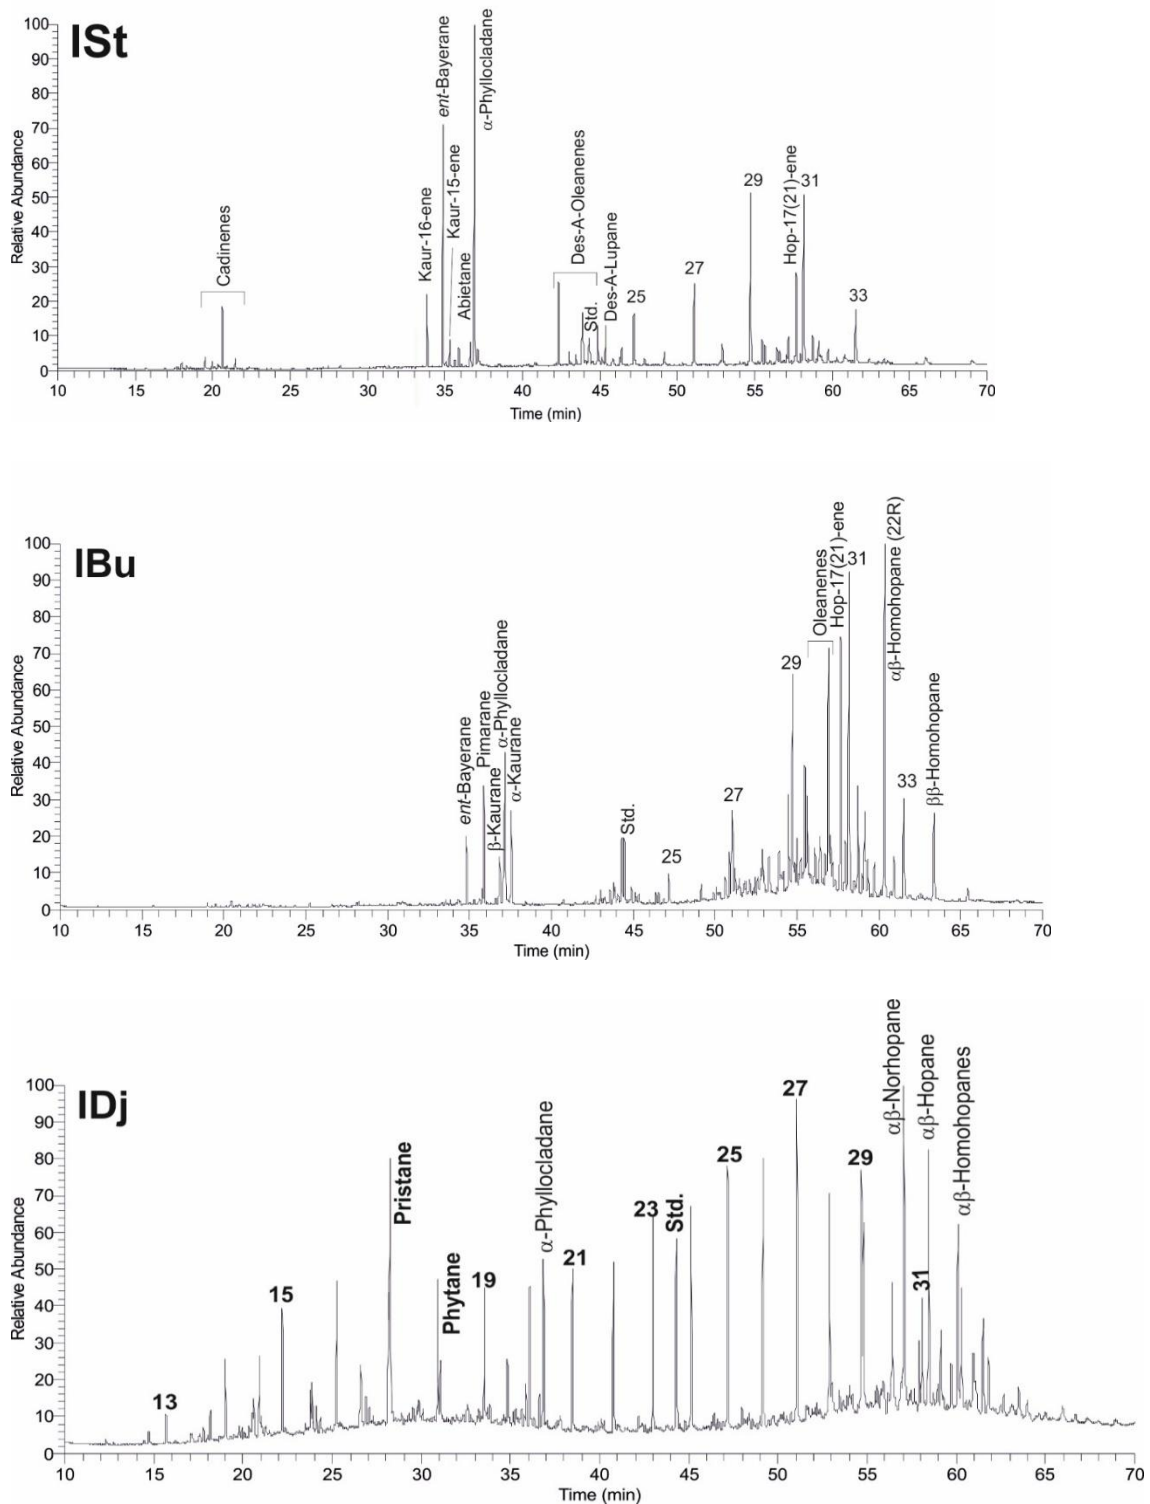 ISt
Relative Abundance
100
90
80
70
60
50
40
30
20
10
0
Cadinenes
Kaur-16-ene
ent-Bayerane
Kaur-15-ene
Abietane
α-Phyllocladane
Des-A-Oleanenes
Std.
Des-A-Lupane
25
27
29
Hop-17(21)-ene
31
33
10 15 20 25 30 35 40 45 50 55 60 65 70
Time (min)
IBu
Relative Abundance
100
90
80
70
60
50
40
30
20
10
0
ent-Bayerane
Pimarane
β-Kaurane
α-Phyllocladane
α-Kaurane
Std.
25
27
29
Oleanenes
Hop-17(21)-ene
31
αβ-Homohopane (22R)
33
ββ-Homohopane
10 15 20 25 30 35 40 45 50 55 60 65 70
Time (min)
IDj
Relative Abundance
100
90
80
70
60
50
40
30
20
10
0
13
15
Pristane
Phytane
19
α-Phyllocladane
21
23
Std.
25
27
29
αβ-Norhopane
31
αβ-Hopane
αβ-Homohopanes
10 15 20 25 30 35 40 45 50 55 60 65 70
Time (min)